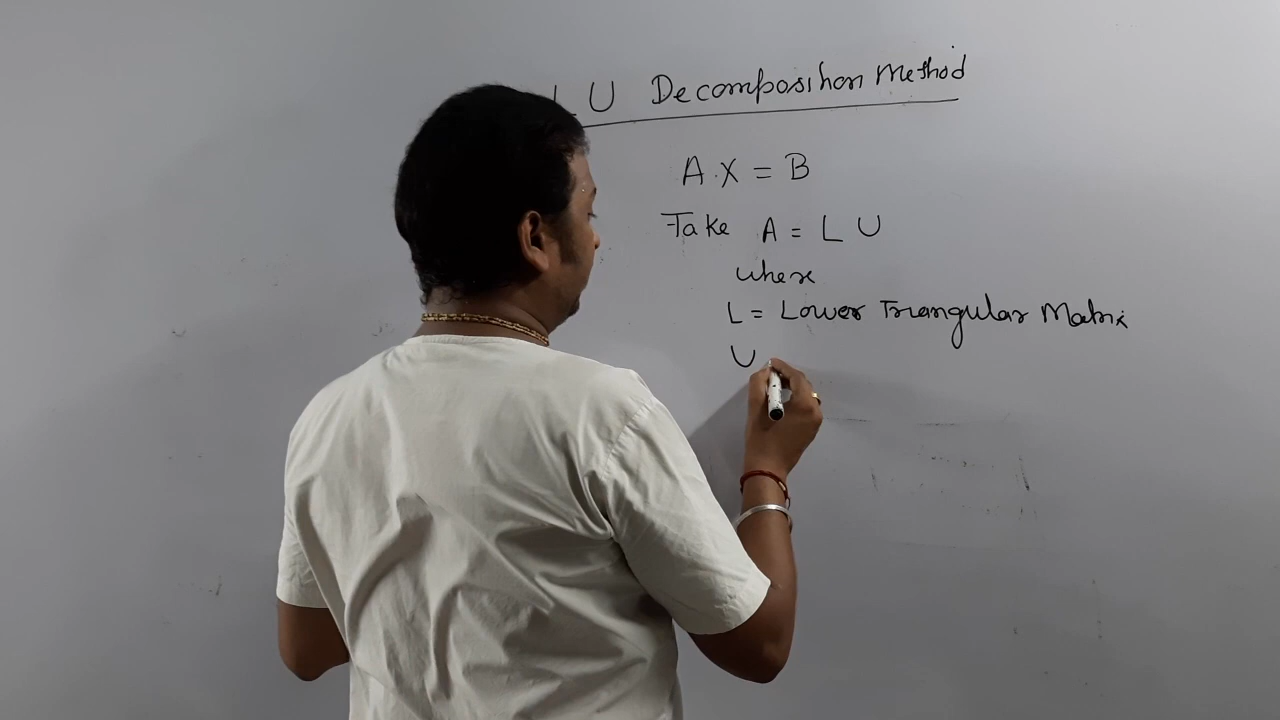 L U Decomposition Method
A.X = B
Take A = L U
where
L = Lower Triangular Matrix
U